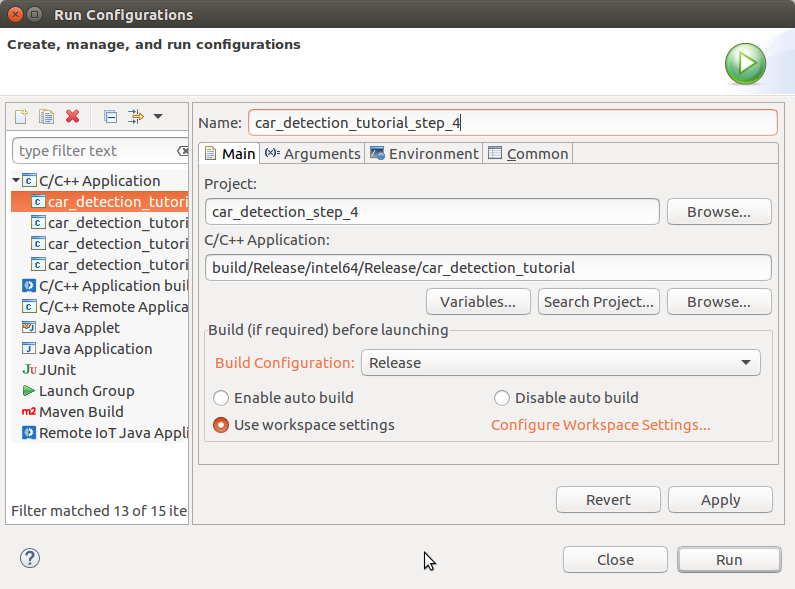 Run Configurations
Create, manage, and run configurations
type filter text
C/C++ Application
car_detection_tutori
car_detection_tutori
car_detection_tutori
car_detection_tutori
C/C++ Application buil
C/C++ Remote Applica
Java Applet
Java Application
JUnit
Launch Group
Maven Build
Remote IoT Java Appli
Filter matched 13 of 15 ite
Name: car_detection_tutorial_step_4
Main Arguments Environment Common
Project:
car_detection_step_4 Browse...
C/C++ Application:
build/Release/intel64/Release/car_detection_tutorial
Variables... Search Project... Browse...
Build (if required) before launching
Build Configuration: Release
Enable auto build Disable auto build
Use workspace settings Configure Workspace Settings...
Revert Apply
Close Run